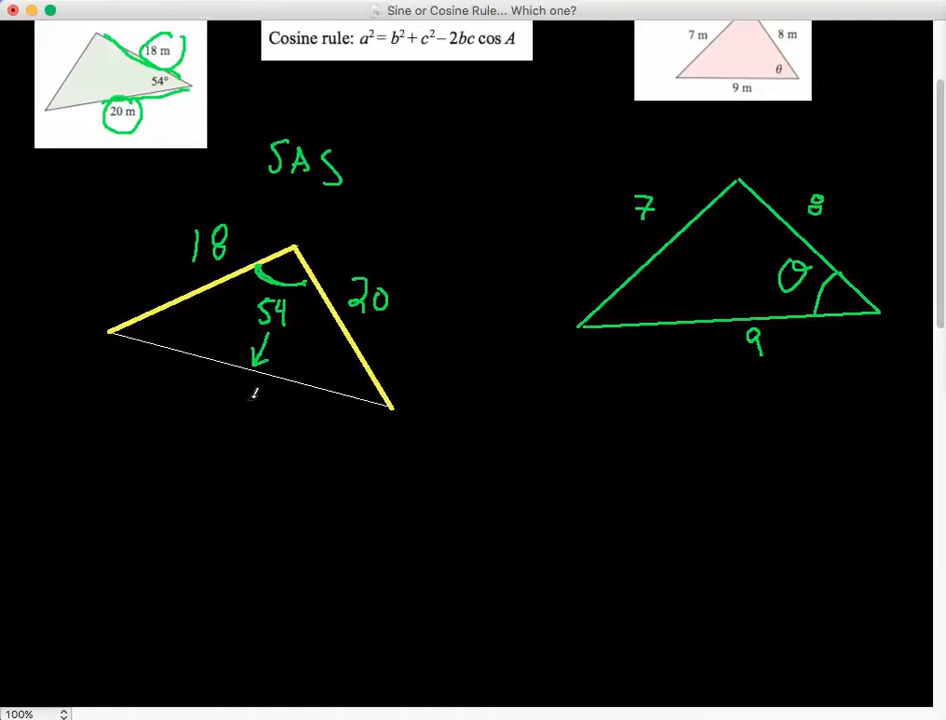 Sine or Cosine Rule... Which one?
18 m
54°
20 m
Cosine rule: a² = b² + c² – 2bc cos A
7 m
8 m
θ
9 m
SAS
18
54
20
7
8
θ
9
100%